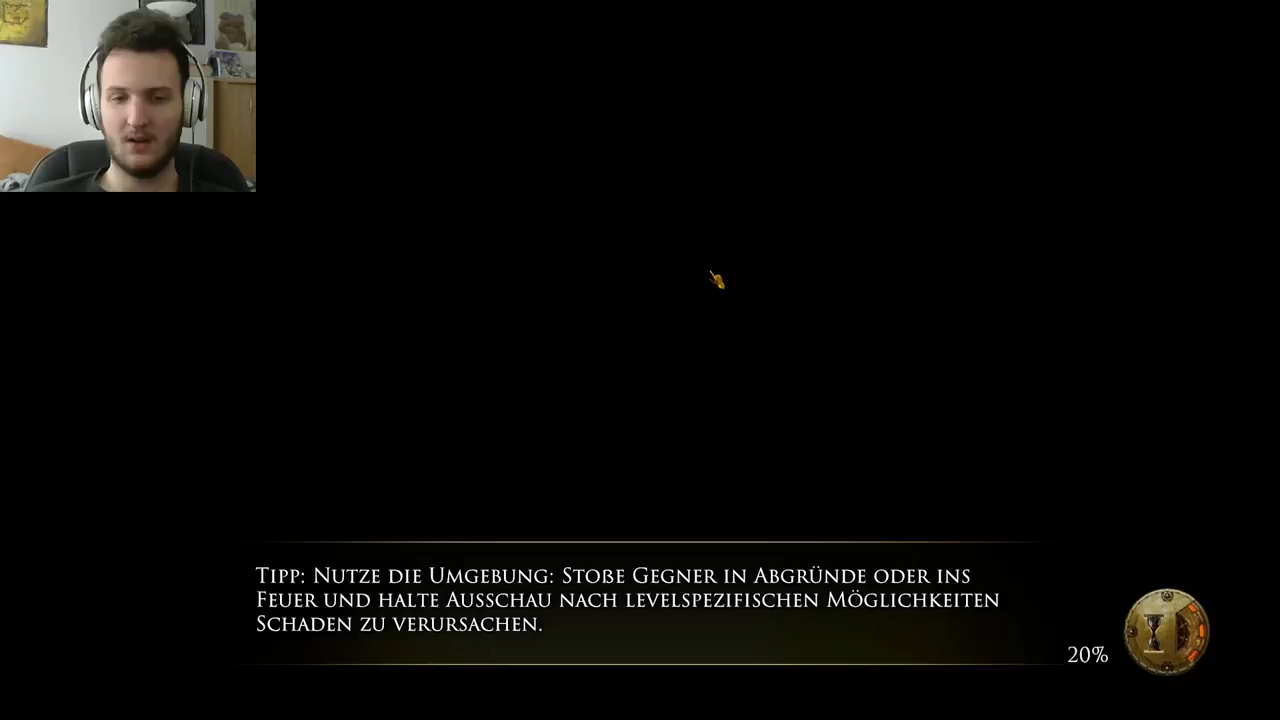 Tipp: Nutze die Umgebung: Stoße Gegner in Abgründe oder ins
Feuer und halte Ausschau nach levelspezifischen Möglichkeiten
Schaden zu verursachen.
20%